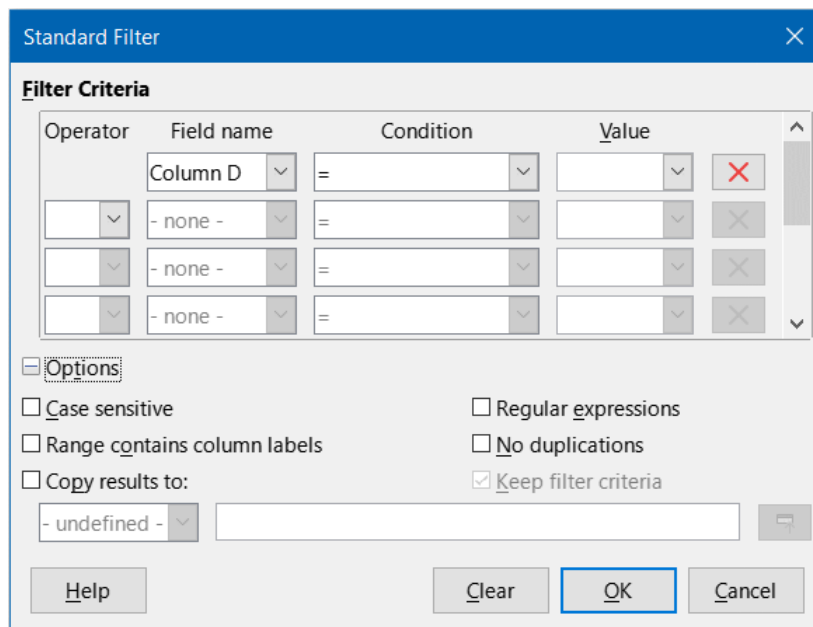 Standard Filter
Filter Criteria
Operator Field name Condition Value
Column D =
- none - =
- none - =
- none - =
Options
Case sensitive Regular expressions
Range contains column labels No duplications
Copy results to: Keep filter criteria
- undefined -
Help Clear OK Cancel